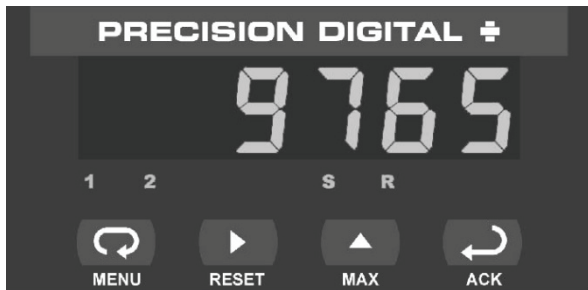 PRECISION DIGITAL
9765
1 2 S R
MENU RESET MAX ACK